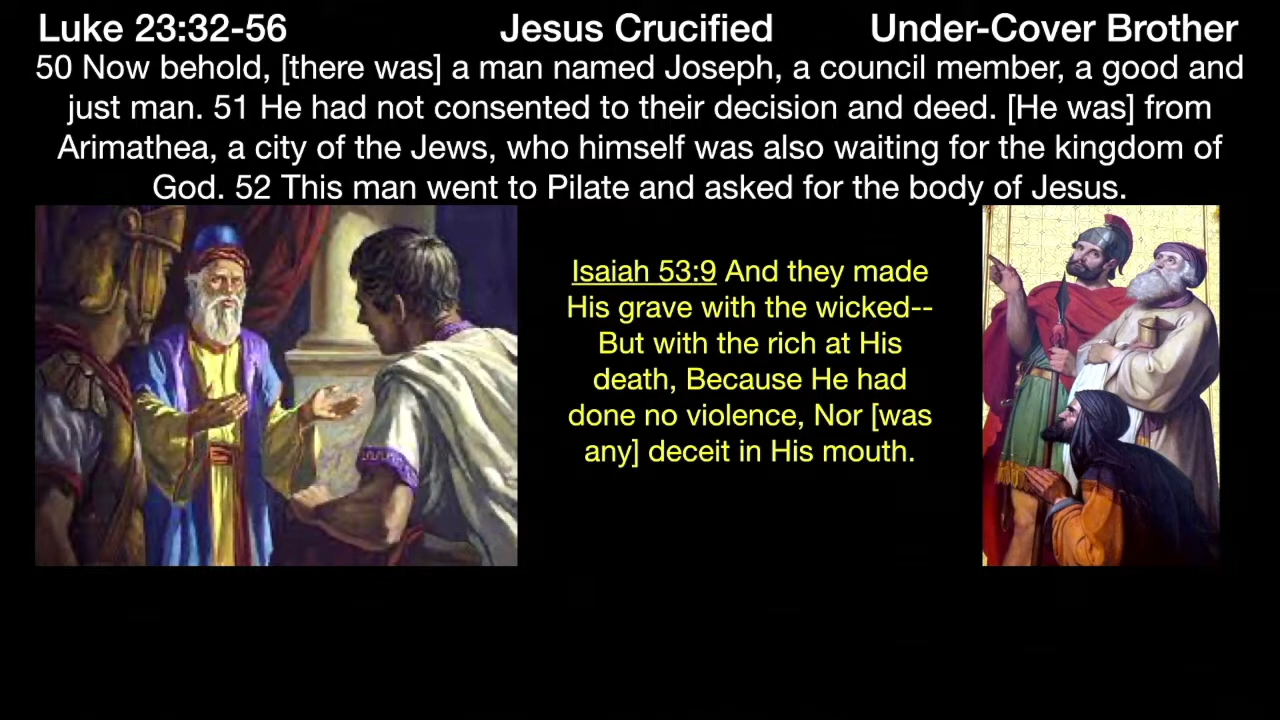 Luke 23:32-56 Jesus Crucified Under-Cover Brother
50 Now behold, [there was] a man named Joseph, a council member, a good and
just man. 51 He had not consented to their decision and deed. [He was] from
Arimathea, a city of the Jews, who himself was also waiting for the kingdom of
God. 52 This man went to Pilate and asked for the body of Jesus.
Isaiah 53:9 And they made
His grave with the wicked--
But with the rich at His
death, Because He had
done no violence, Nor [was
any] deceit in His mouth.